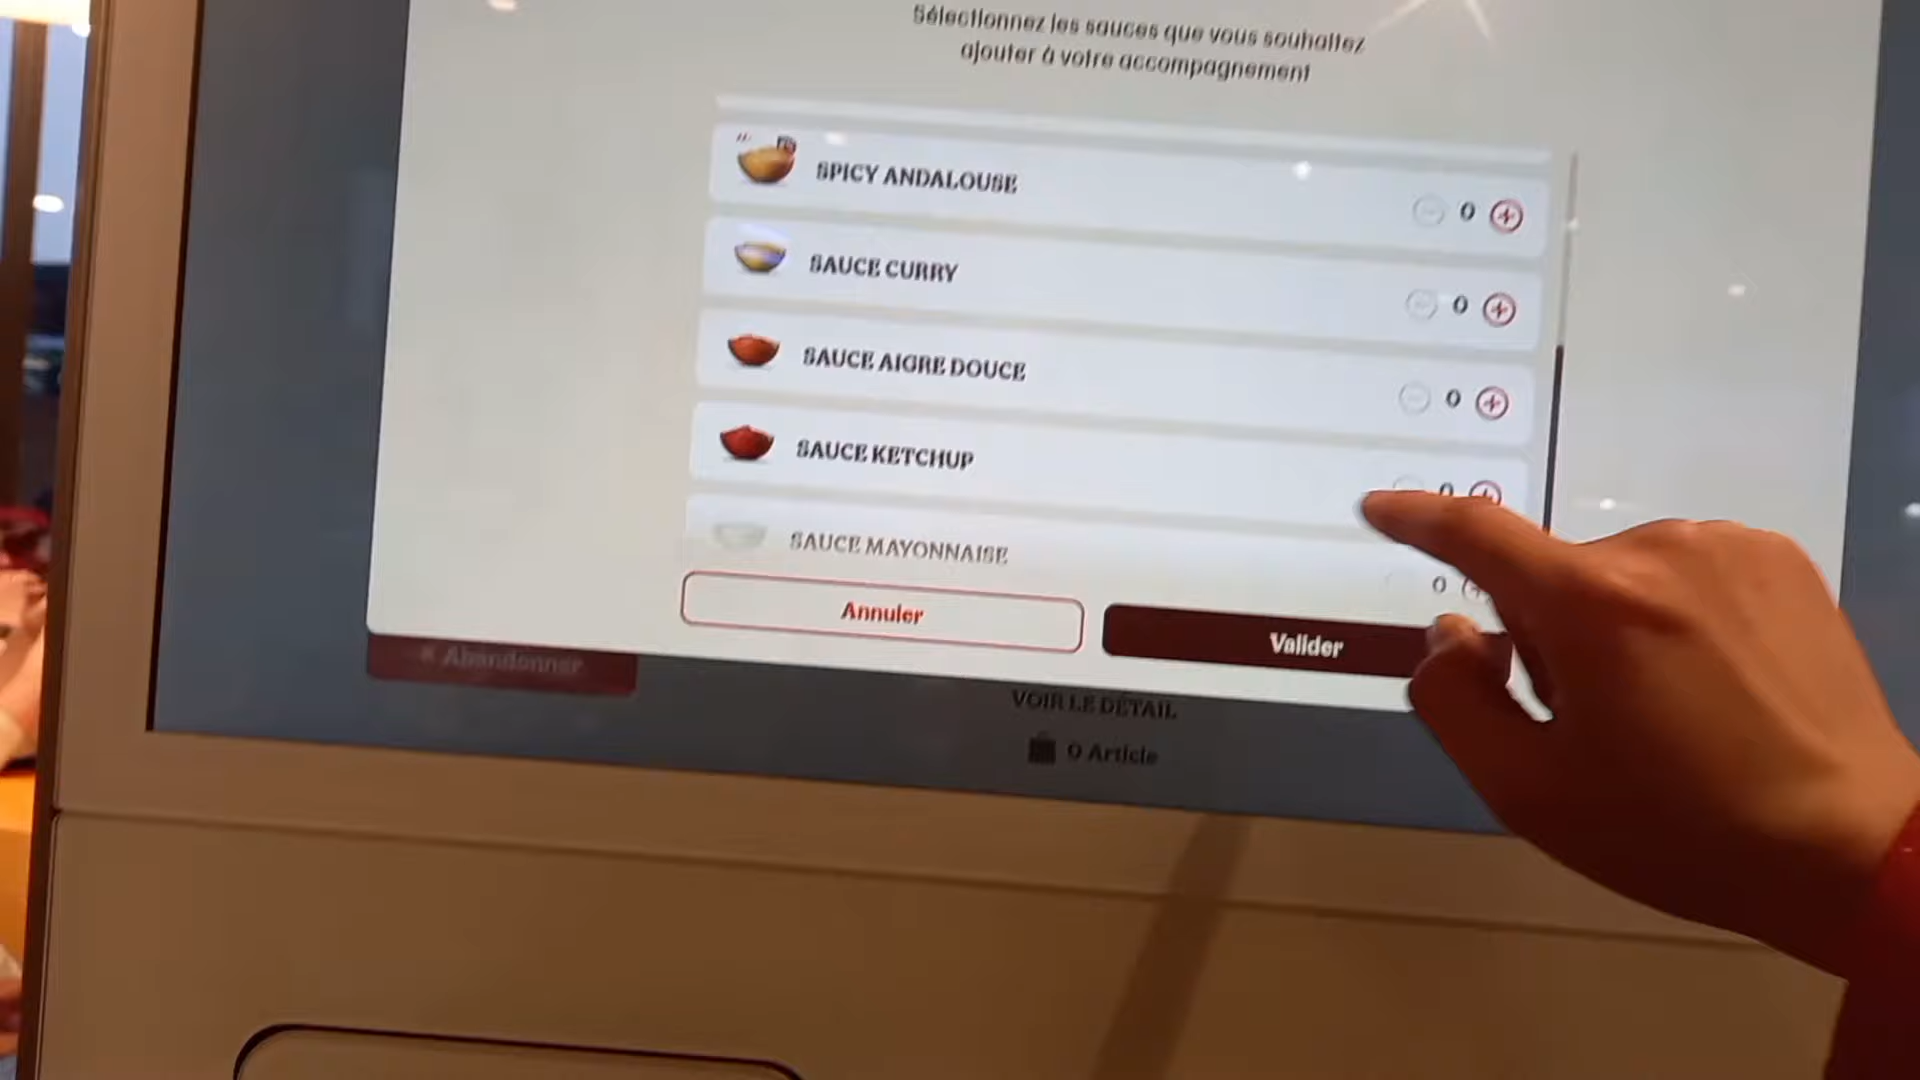 Sélectionnez les sauces que vous souhaitez
ajouter à votre accompagnement
SPICY ANDALOUSE
0
SAUCE CURRY
0
SAUCE AIGRE DOUCE
0
SAUCE KETCHUP
0
SAUCE MAYONNAISE
0
Annuler
Valider
× Abandonner
VOIR LE DÉTAIL
0 Article